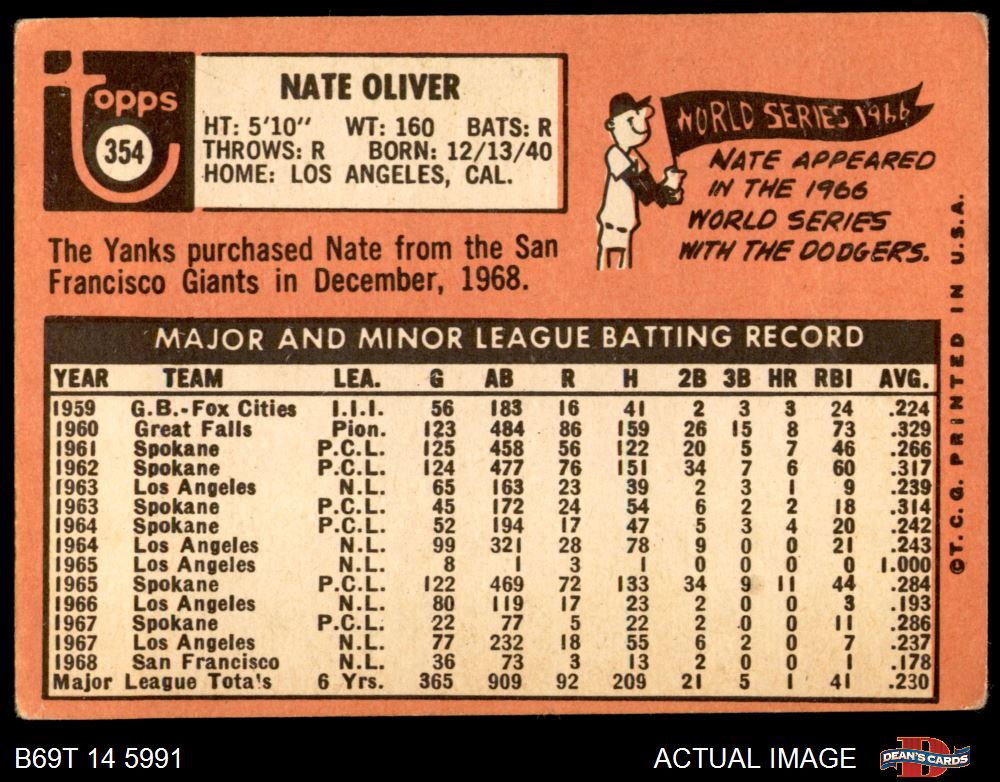 topps
354
NATE OLIVER
HT: 5'10" WT: 160 BATS: R
THROWS: R BORN: 12/13/40
HOME: LOS ANGELES, CAL.
WORLD SERIES 1966
NATE APPEARED
IN THE 1966
WORLD SERIES
WITH THE DODGERS.
The Yanks purchased Nate from the San
Francisco Giants in December, 1968.
MAJOR AND MINOR LEAGUE BATTING RECORD
YEAR TEAM LEA. G AB R H 2B 3B HR RBI AVG.
1959 G.B.-Fox Cities I.I.I. 56 183 16 41 2 3 3 24 .224
1960 Great Falls Pion. 123 484 86 159 26 15 8 73 .329
1961 Spokane P.C.L. 125 458 56 122 20 5 7 46 .266
1962 Spokane P.C.L. 124 477 76 151 34 7 6 60 .317
1963 Los Angeles N.L. 65 163 23 39 2 3 1 9 .239
1963 Spokane P.C.L. 45 172 24 54 6 2 2 18 .314
1964 Spokane P.C.L. 52 194 17 47 5 3 4 20 .242
1964 Los Angeles N.L. 99 321 28 78 9 0 0 21 .243
1965 Los Angeles N.L. 8 1 3 1 0 0 0 0 1.000
1965 Spokane P.C.L. 122 469 72 133 34 9 11 44 .284
1966 Los Angeles N.L. 80 119 17 23 2 0 0 3 .193
1967 Spokane P.C.L. 22 77 5 22 2 0 0 11 .286
1967 Los Angeles N.L. 77 232 18 55 6 2 0 7 .237
1968 San Francisco N.L. 36 73 3 13 2 0 0 1 .178
Major League Tota's 6 Yrs. 365 909 92 209 21 5 1 41 .230
©T.C.G. PRINTED IN U.S.A.
B69T 14 5991
ACTUAL IMAGE
DEAN'S CARDS